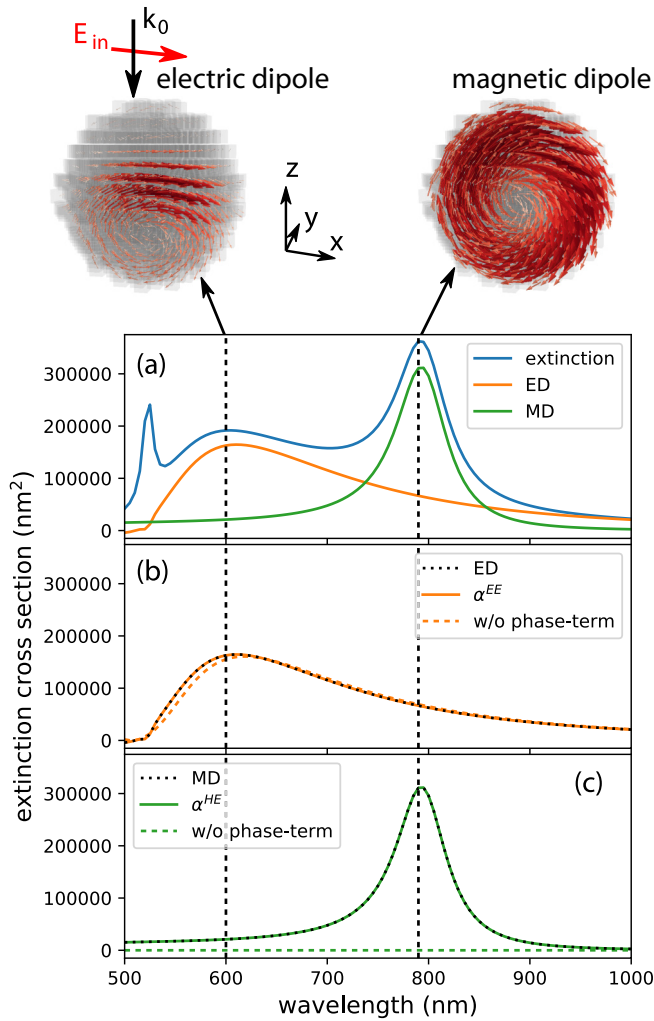 k0
Ein
electric dipole
magnetic dipole
z
y
x
(a)
extinction
ED
MD
300000
200000
100000
0
(b)
ED
αEE
w/o phase-term
300000
200000
100000
0
(c)
MD
αHE
w/o phase-term
300000
200000
100000
0
extinction cross section (nm2)
500
600
700
800
900
1000
wavelength (nm)